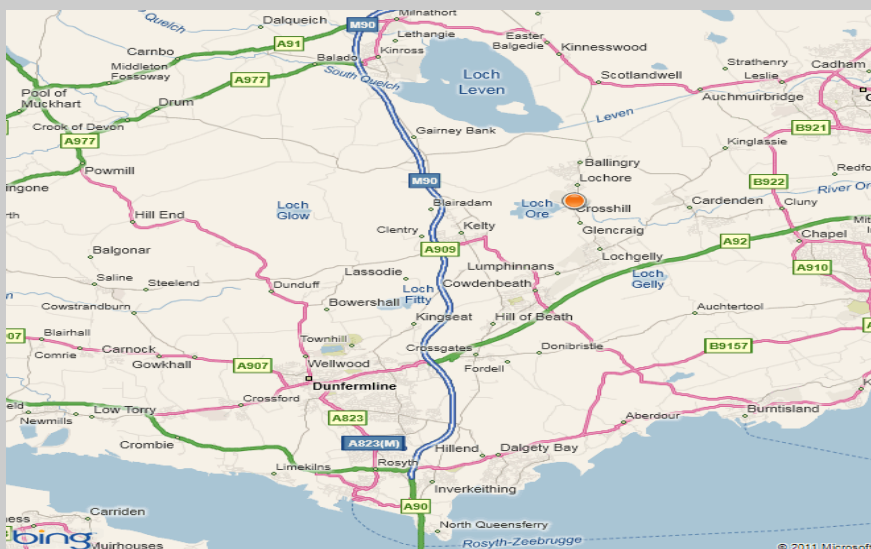 Quelch
Dalqueich
M90
Milnathort
Lethangie
A91
Easter
Balgedie
Carnbo
Kinross
Kinnesswood
Balado
Middleton
Fossoway
A977
South Quelch
Loch
Leven
Scotlandwell
Strathenry
Cadham
Leslie
Pool of
Muckhart
Drum
Auchmuirbridge
Crook of Devon
A977
Gairney Bank
Leven
B921
Kinglassie
Powmill
Ballingry
M90
Lochore
B922
Loch
Glow
Blairadam
Loch
Ore
Crosshill
Cardenden
Cluny
Hill End
Clentry
Kelty
Glencraig
A92
Chapel
A909
Lochgelly
Balgonar
Lassodie
Lumphinnans
Loch
Gelly
A910
Saline
Steelend
Dunduff
Loch
Fitty
Cowdenbeath
Cowstrandburn
Bowershall
Kingseat
Hill of Beath
Auchtertool
Blairhall
Townhill
Crossgates
Donibristle
B9157
Comrie
Carnock
Gowkhall
A907
Wellwood
Fordell
Dunfermline
Crossford
Low Torry
Newmills
A823
Aberdour
Burntisland
Crombie
A823(M)
Hillend
Dalgety Bay
Limekilns
Rosyth
Inverkeithing
A90
Carriden
North Queensferry
bing
Muirhouses
Rosyth-Zeebrugge
© 2011 Microsoft